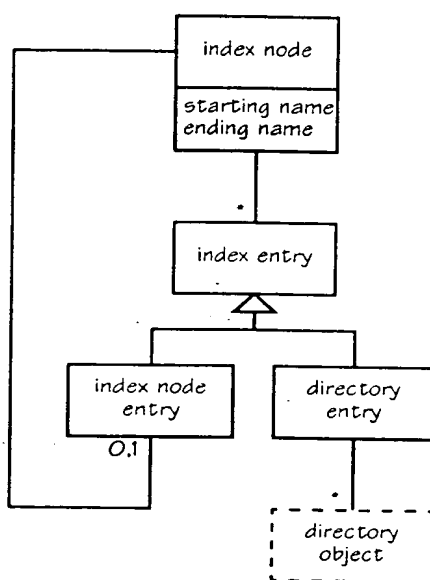 index node
starting name
ending name
*
index entry
index node
entry
directory
entry
0,1
*
directory
object